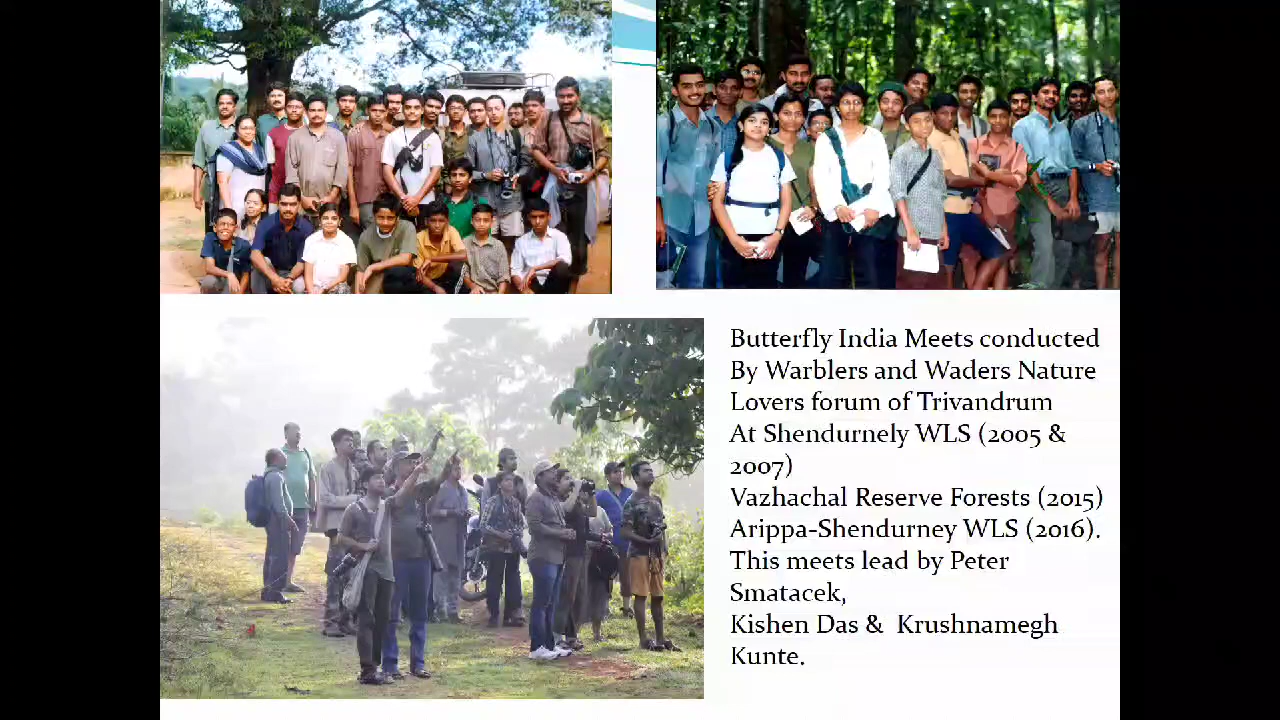 Butterfly India Meets conducted
By Warblers and Waders Nature
Lovers forum of Trivandrum
At Shendurnely WLS (2005 &
2007)
Vazhachal Reserve Forests (2015)
Arippa-Shendurney WLS (2016).
This meets lead by Peter
Smatacek,
Kishen Das &  Krushnamegh
Kunte.